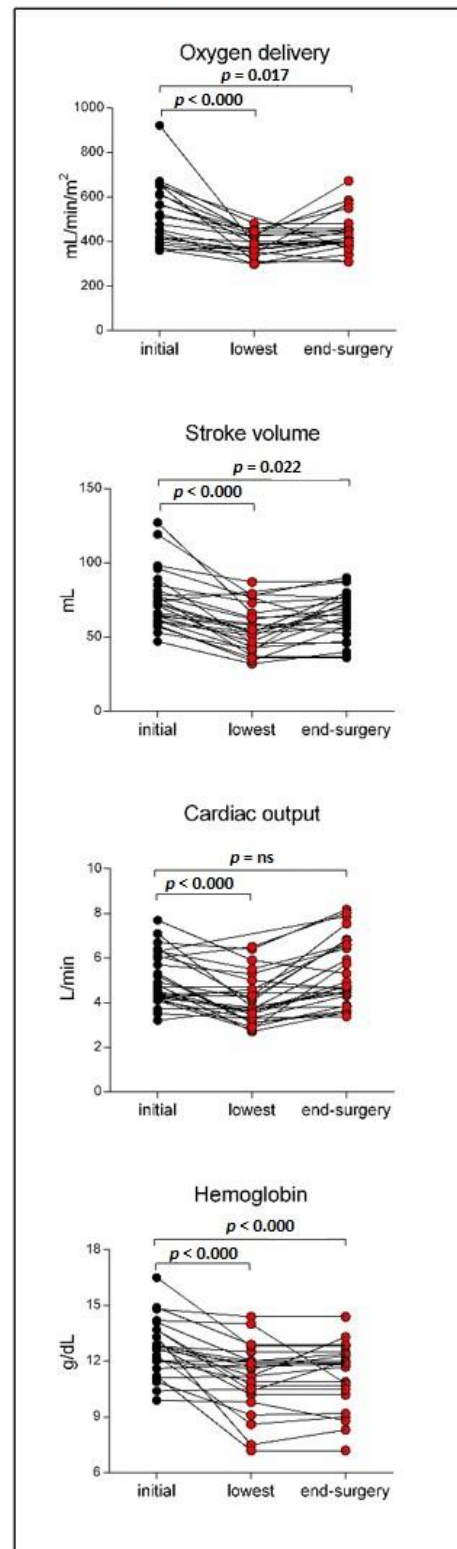 Oxygen delivery
p = 0.017
p < 0.000
1000
800
600
400
200
0
mL/min/m²
initial lowest end-surgery
Stroke volume
p = 0.022
p < 0.000
150
100
50
0
mL
initial lowest end-surgery
Cardiac output
p = ns
p < 0.000
10
8
6
4
2
0
L/min
initial lowest end-surgery
Hemoglobin
p < 0.000
p < 0.000
18
15
12
9
6
g/dL
initial lowest end-surgery